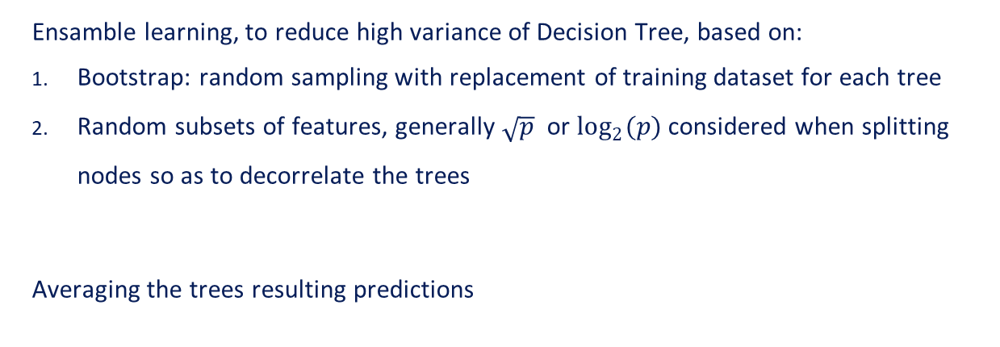 Ensamble learning, to reduce high variance of Decision Tree, based on:
1. Bootstrap: random sampling with replacement of training dataset for each tree
2. Random subsets of features, generally √p or log₂(p) considered when splitting
nodes so as to decorrelate the trees
Averaging the trees resulting predictions